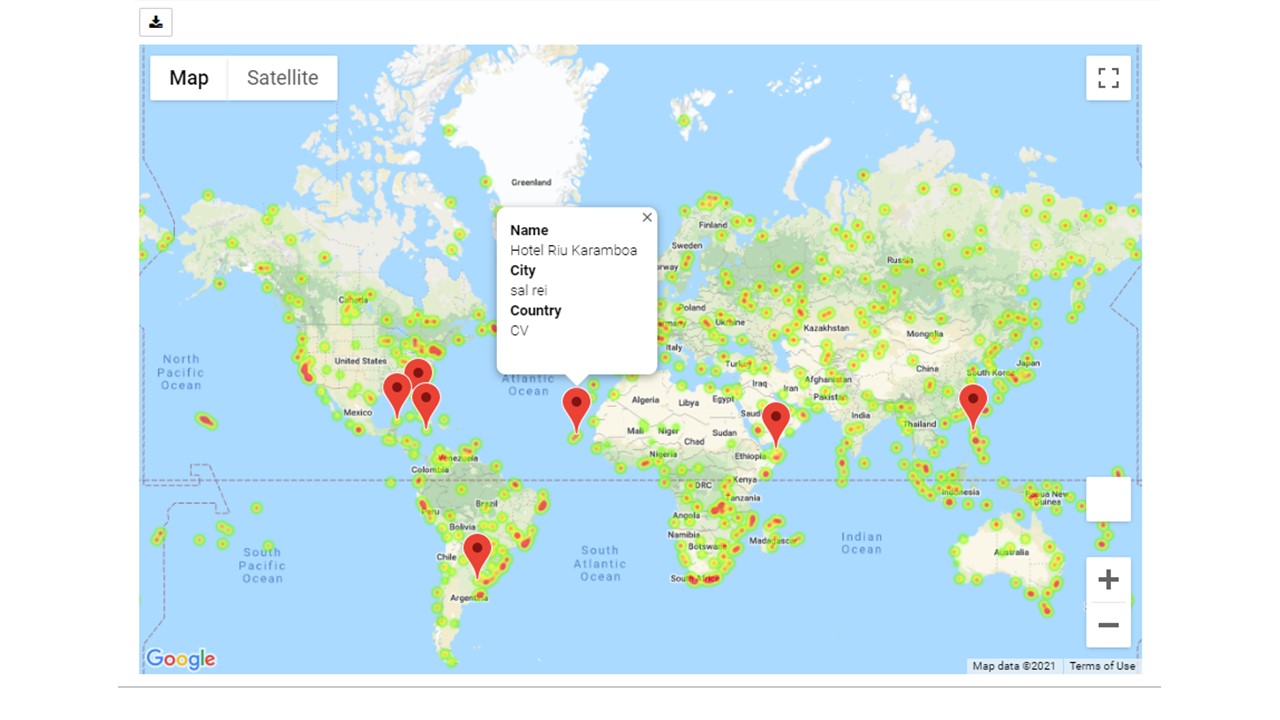 Map Satellite
Greenland
Finland
Sweden
Name
Hotel Riu Karamboa
City
sal rei
Country
CV
Russia
Canada
Poland
Ukraine
Kazakhstan
Mongolia
North
Pacific
Ocean
United States
Italy
Turkey
China
South Korea
Japan
Atlantic
Ocean
Iraq
Iran
Afghanistan
Pakistan
Mexico
Algeria
Libya
Egypt
Saudi
India
Mali
Niger
Chad
Sudan
Thailand
Nigeria
Ethiopia
Venezuela
Colombia
Kenya
DRC
Tanzania
Indonesia
Papua New
Guinea
Peru
Brazil
Bolivia
Angola
Namibia
Botswana
Madagascar
Indian
Ocean
Australia
South
Pacific
Ocean
Chile
South
Atlantic
Ocean
South Africa
Argentina
Google
Map data ©2021 Terms of Use